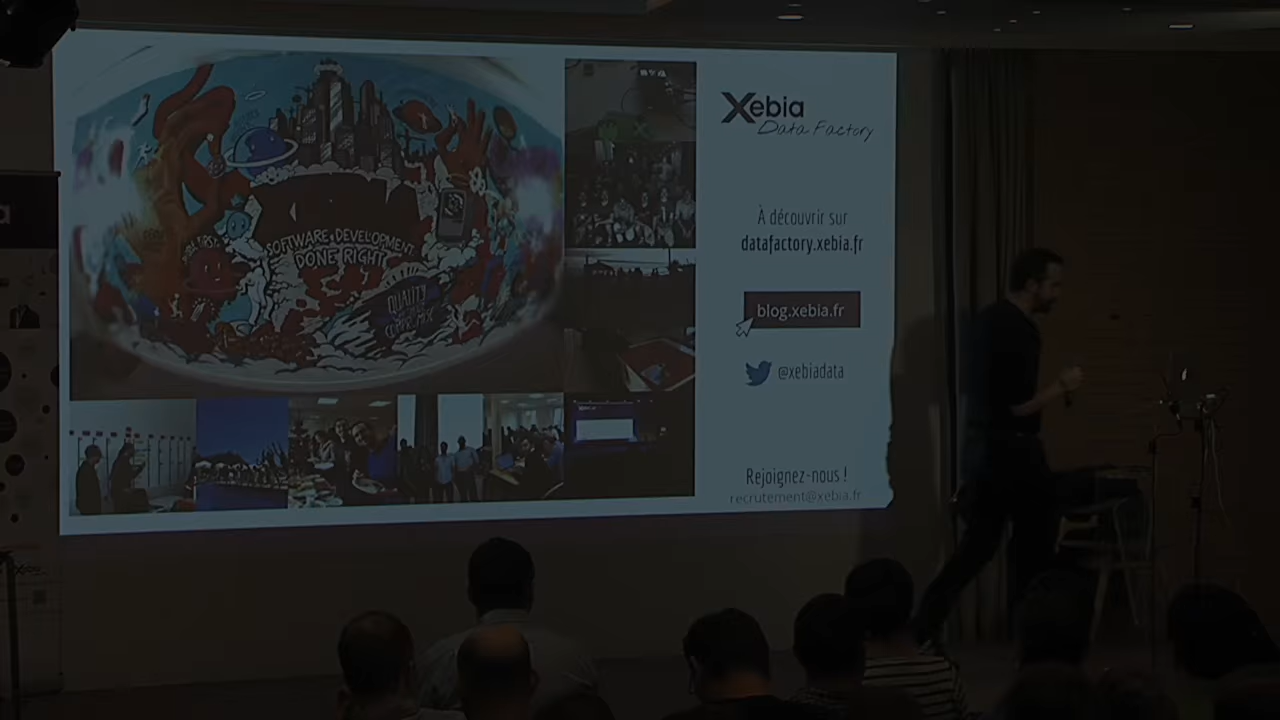 Xebia
Data Factory
À découvrir sur
datafactory.xebia.fr
blog.xebia.fr
@xebiadata
Rejoignez-nous !
recrutement@xebia.fr
SOFTWARE DEVELOPMENT
DONE RIGHT
QUALITY
a